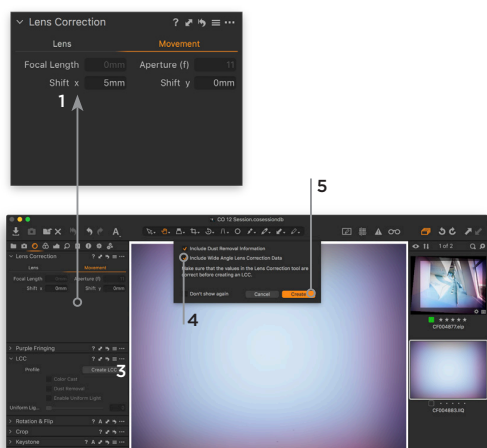 Lens Correction ? ...
Lens Movement
Focal Length 0mm Aperture (f) 11
Shift x 5mm Shift y 0mm
1
5
CO 12 Session.cosessiondb
A
1 of 2
Lens Correction ? ...
Lens Movement
Focal Length 0mm Aperture (f)
Shift x 0mm Shift y 0mm
Include Dust Removal Information
Include Wide Angle Lens Correction Data
Make sure that the values in the Lens Correction tool are
correct before creating an LCC.
Don't show again Cancel Create
4
CF004877.eip
Purple Fringing ? ...
LCC ? ...
Profile Create LCC
3
Color Cast
Dust Removal
Enable Uniform Light
Uniform Lig...
CF004883.IIQ
Rotation & Flip ? A ...
Crop ? ...
Keystone ? A ...